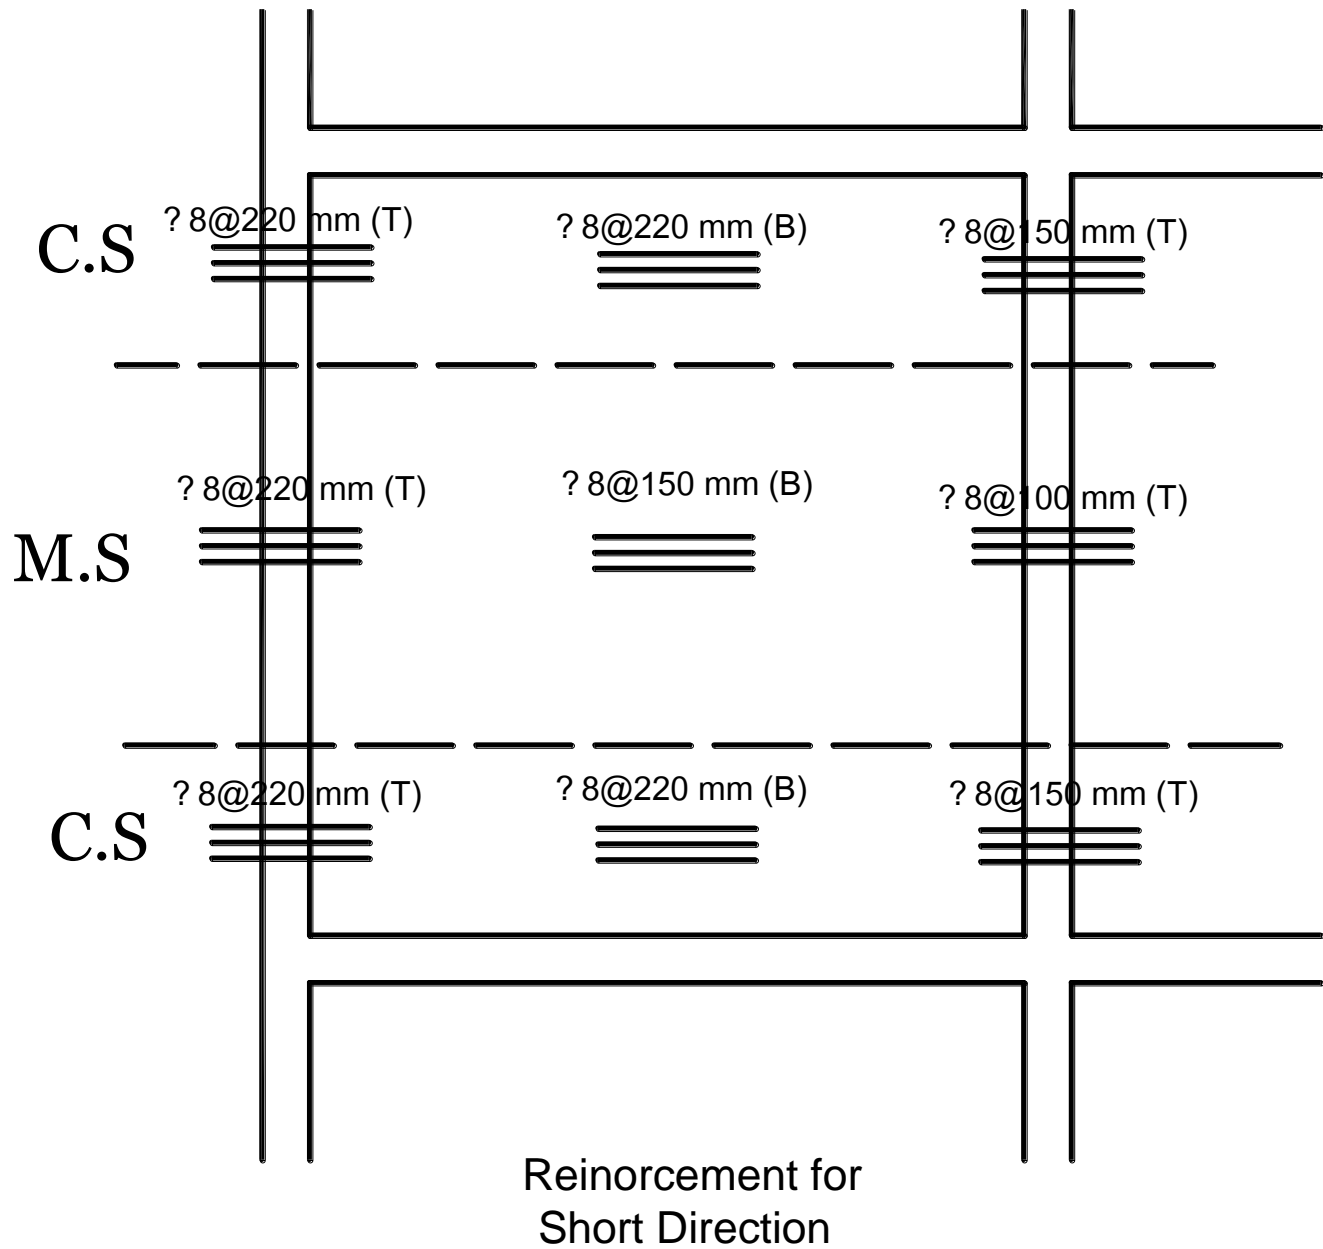 ? 8@220 mm (T)
? 8@220 mm (B)
? 8@150 mm (T)
C.S
? 8@220 mm (T)
? 8@150 mm (B)
? 8@100 mm (T)
M.S
? 8@220 mm (T)
? 8@220 mm (B)
? 8@150 mm (T)
C.S
Reinorcement for
Short Direction